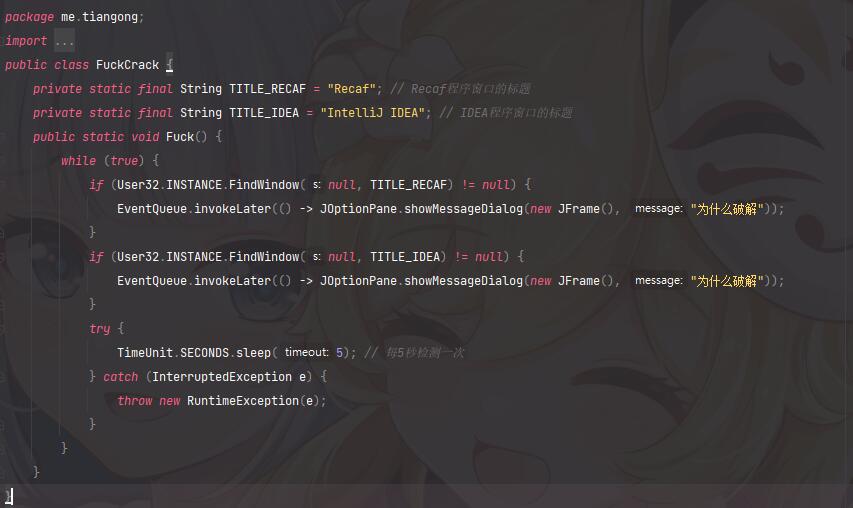 package me.tiangong;
import ...
public class FuckCrack {
private static final String TITLE_RECAF = "Recaf"; // Recaf程序窗口的标题
private static final String TITLE_IDEA = "IntelliJ IDEA"; // IDEA程序窗口的标题
public static void Fuck() {
while (true) {
if (User32.INSTANCE.FindWindow( s: null, TITLE_RECAF) != null) {
EventQueue.invokeLater(() -> JOptionPane.showMessageDialog(new JFrame(), message: "为什么破解"));
}
if (User32.INSTANCE.FindWindow( s: null, TITLE_IDEA) != null) {
EventQueue.invokeLater(() -> JOptionPane.showMessageDialog(new JFrame(), message: "为什么破解"));
}
try {
TimeUnit.SECONDS.sleep( timeout: 5); // 每5秒检测一次
} catch (InterruptedException e) {
throw new RuntimeException(e);
}
}
}
}